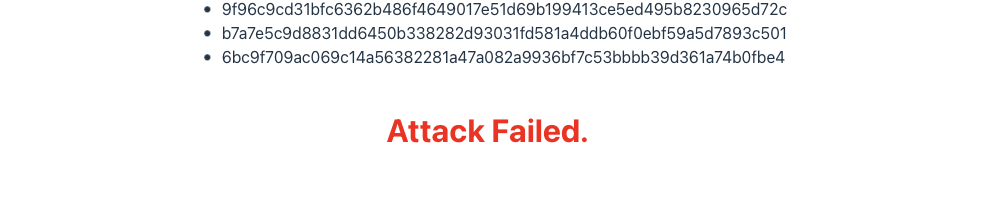 9f96c9cd31bfc6362b486f4649017e51d69b199413ce5ed495b8230965d72c
b7a7e5c9d8831dd6450b338282d93031fd581a4ddb60f0ebf59a5d7893c501
6bc9f709ac069c14a56382281a47a082a9936bf7c53bbbb39d361a74b0fbe4
Attack Failed.